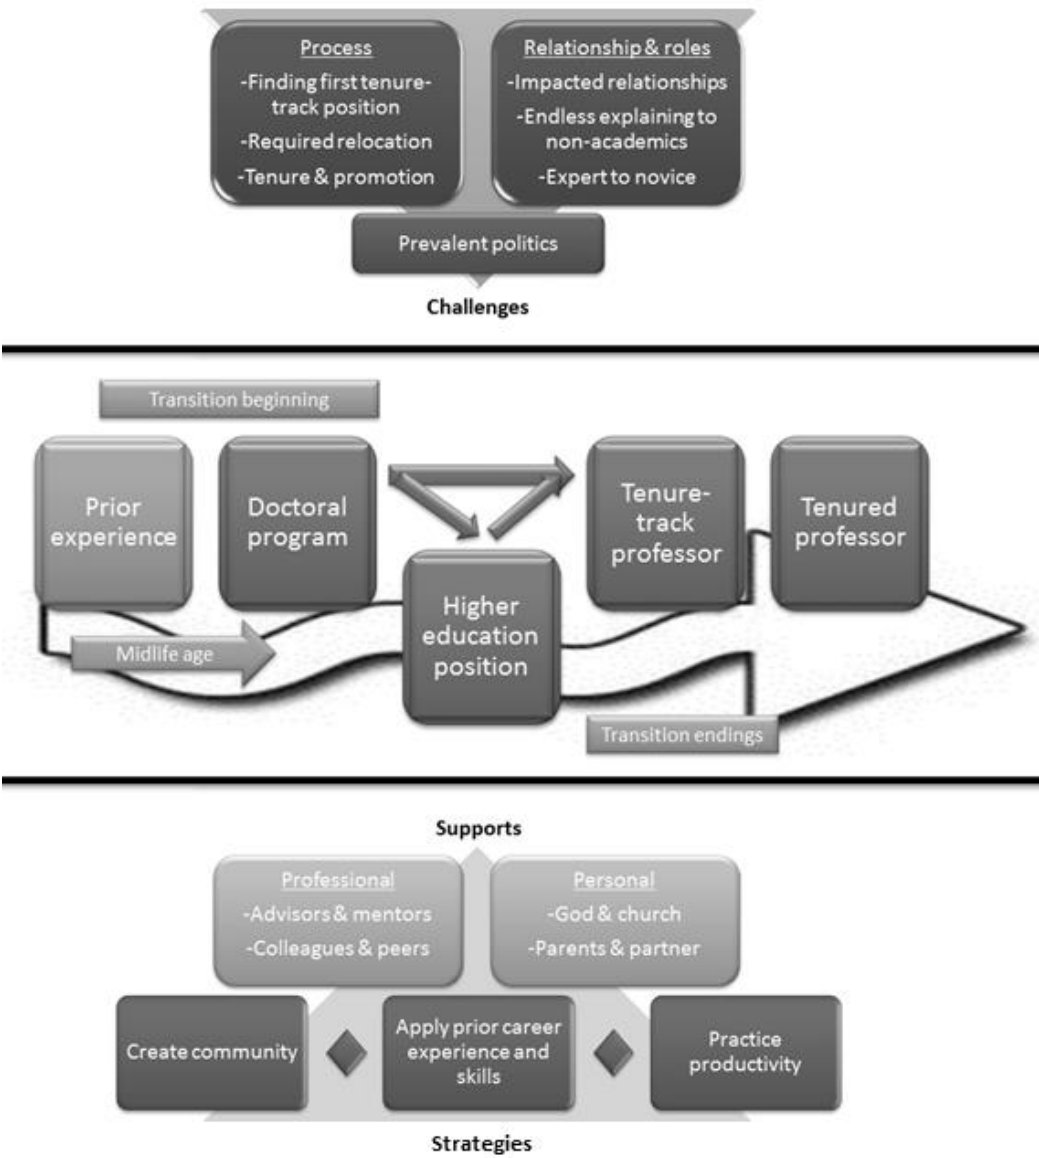 Process
-Finding first tenure-
track position
-Required relocation
-Tenure & promotion
Relationship & roles
-Impacted relationships
-Endless explaining to
non-academics
-Expert to novice
Prevalent politics
Challenges
Transition beginning
Prior
experience
Doctoral
program
Higher
education
position
Tenure-
track
professor
Tenured
professor
Midlife age
Transition endings
Supports
Professional
-Advisors & mentors
-Colleagues & peers
Personal
-God & church
-Parents & partner
Create community
Apply prior career
experience and
skills
Practice
productivity
Strategies